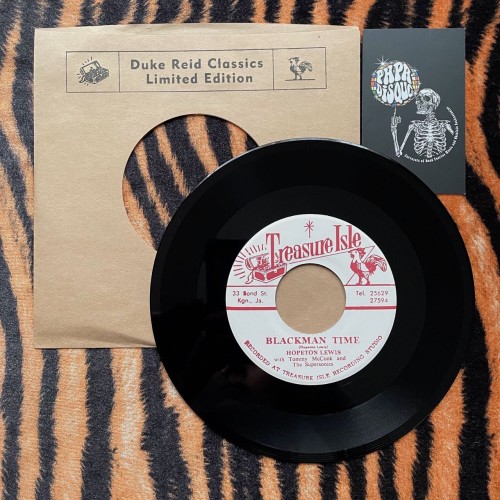 Duke Reid Classics
Limited Edition
PAPA
DISQUO
Treasure Isle
33 Bond St.
Kgn., Ja.
Tel. 25629
27594
BLACKMAN TIME
(Hopeton Lewis)
HOPETON LEWIS
with Tommy McCook and
The Supersonics
RECORDED AT TREASURE ISLE RECORDING STUDIO